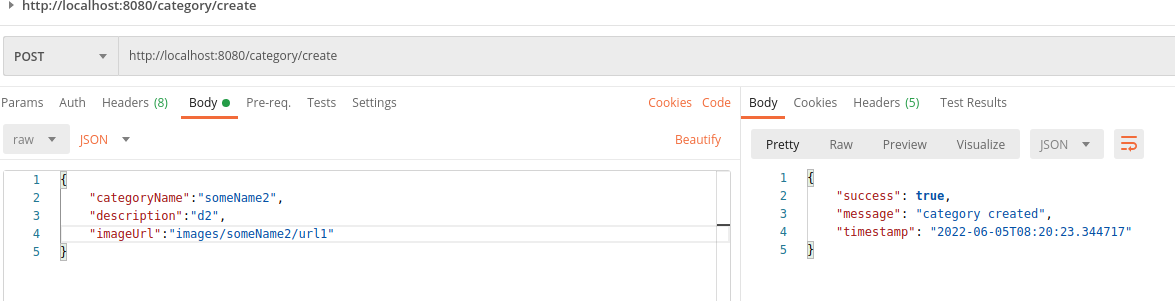 http://localhost:8080/category/create
POST http://localhost:8080/category/create
Params Auth Headers (8) Body Pre-req. Tests Settings Cookies Code
raw JSON Beautify
1 {
2 "categoryName":"someName2",
3 "description":"d2",
4 "imageUrl":"images/someName2/url1"
5 }
Body Cookies Headers (5) Test Results
Pretty Raw Preview Visualize JSON
1 {
2 "success": true,
3 "message": "category created",
4 "timestamp": "2022-06-05T08:20:23.344717"
5 }